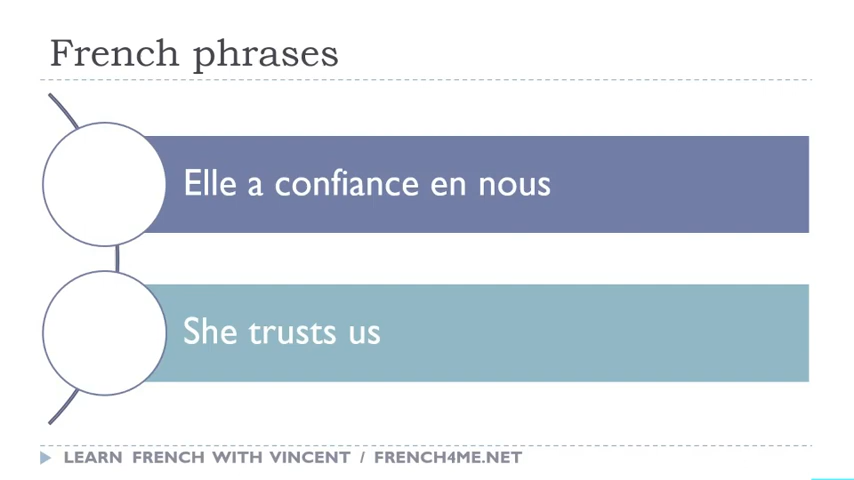 French phrases
Elle a confiance en nous
She trusts us
LEARN FRENCH WITH VINCENT / FRENCH4ME.NET